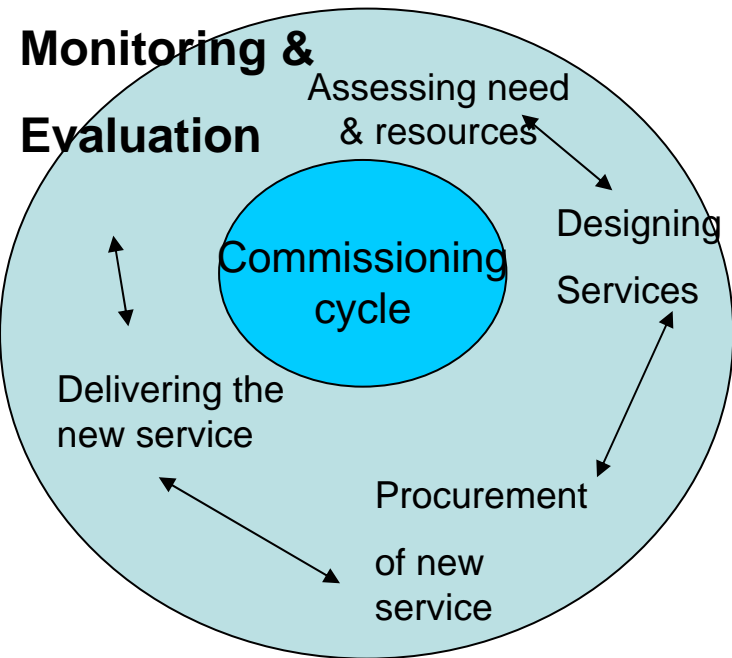 Monitoring &
Evaluation
Assessing need
& resources
Designing
Services
Commissioning
cycle
Delivering the
new service
Procurement
of new
service